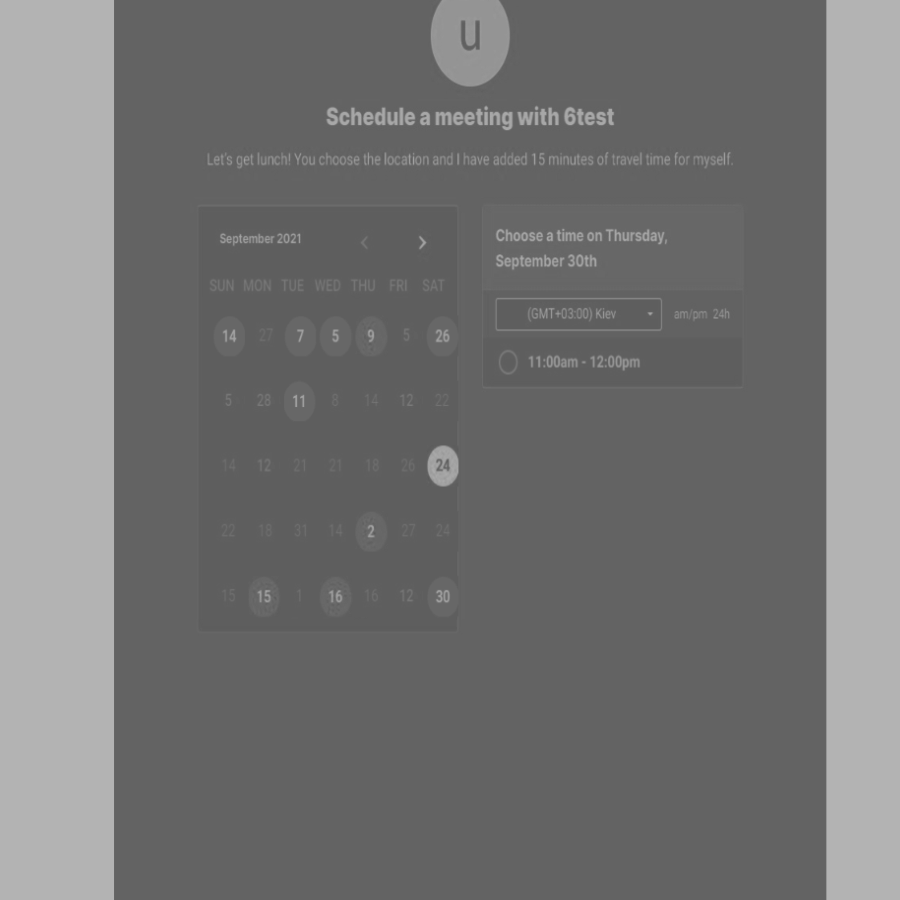 u
Schedule a meeting with 6test
Let's get lunch! You choose the location and I have added 15 minutes of travel time for myself.
September 2021
SUN MON TUE WED THU FRI SAT
14 27 7 5 9 5 26
5 28 11 8 14 12 22
14 12 21 21 18 26 24
22 18 31 14 2 27 24
15 15 1 16 16 12 30
Choose a time on Thursday,
September 30th
(GMT+03:00) Kiev am/pm 24h
11:00am - 12:00pm